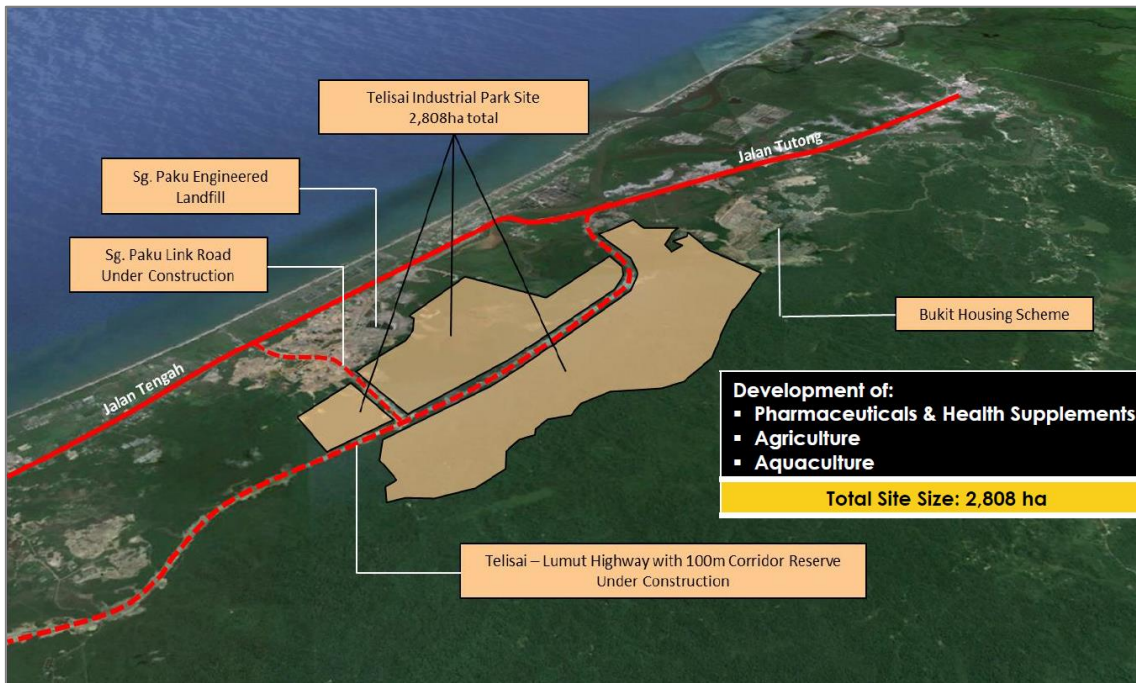 Telisai Industrial Park Site
2,808ha total
Sg. Paku Engineered
Landfill
Sg. Paku Link Road
Under Construction
Jalan Tutong
Jalan Tengah
Bukit Housing Scheme
Development of:
▪ Pharmaceuticals & Health Supplements
▪ Agriculture
▪ Aquaculture
Total Site Size: 2,808 ha
Telisai – Lumut Highway with 100m Corridor Reserve
Under Construction